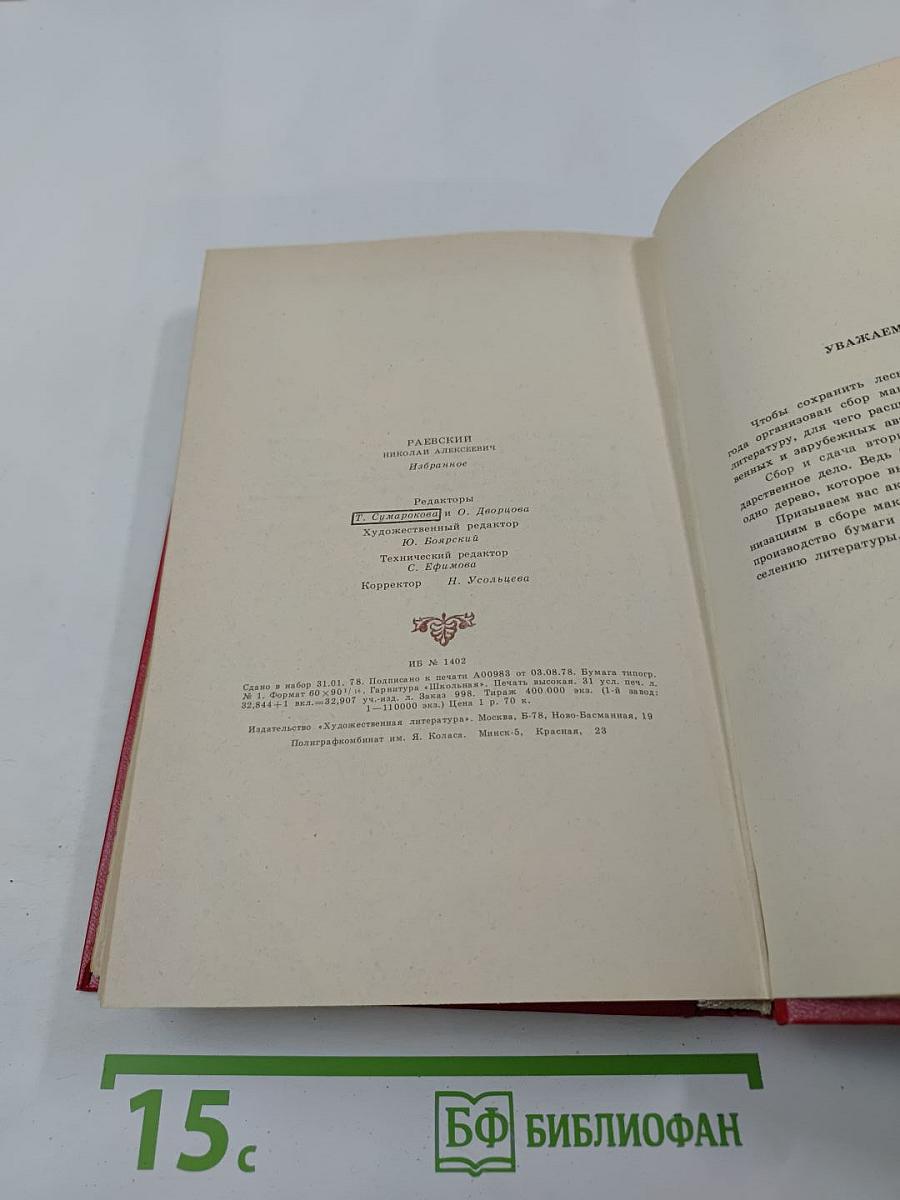 РАЕВСКИЙ
НИКОЛАЙ АЛЕКСЕЕВИЧ
Избранное
Редакторы
Т. Сумарокова и О. Дворцова
Художественный редактор
Ю. Боярский
Технический редактор
С. Ефимова
Корректор Н. Усольцева
ИБ № 1402
Сдано в набор 31.01.78. Подписано к печати А00983 от 03.08.78. Бумага типогр.
№ 1. Формат 60×90 1/16. Гарнитура «Школьная». Печать высокая. 31 усл. печ. л.
32,844+1 вкл.=32,907 уч.-изд. л. Заказ 998. Тираж 400.000 экз. (1-й завод:
1—110000 экз.) Цена 1 р. 70 к.
Издательство «Художественная литература». Москва, Б-78, Ново-Басманная, 19
Полиграфкомбинат им. Я. Коласа. Минск-5, Красная, 23
УВАЖАЕМ
Чтобы сохранить лес
года организован сбор мак
литературу, для чего расш
венных и зарубежных ав
Сбор и сдача втор
дарственное дело. Ведь
одно дерево, которое вы
Призываем вас ак
низациям в сборе мак
производство бумаги
селению литературы.
15с
БФ БИБЛИОФАН